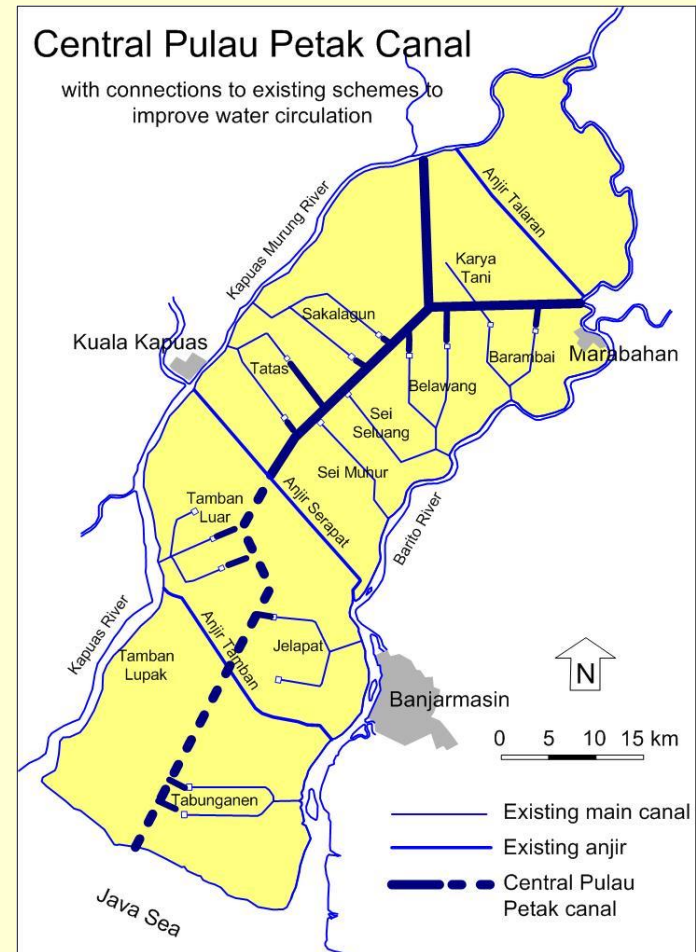 Central Pulau Petak Canal
with connections to existing schemes to
improve water circulation
Kapuas Murung River
Anjir Talaran
Karya
Tani
Sakalagun
Kuala Kapuas
Marabahan
Tatas
Barambai
Belawang
Sei
Seluang
Sei Muhur
Anjir Serapat
Tamban
Luar
Barito River
Kapuas River
Anjir Tamban
Jelapat
Tamban
Lupak
Banjarmasin
N
0 5 10 15 km
Tabunganen
Existing main canal
Existing anjir
Central Pulau
Petak canal
Java Sea